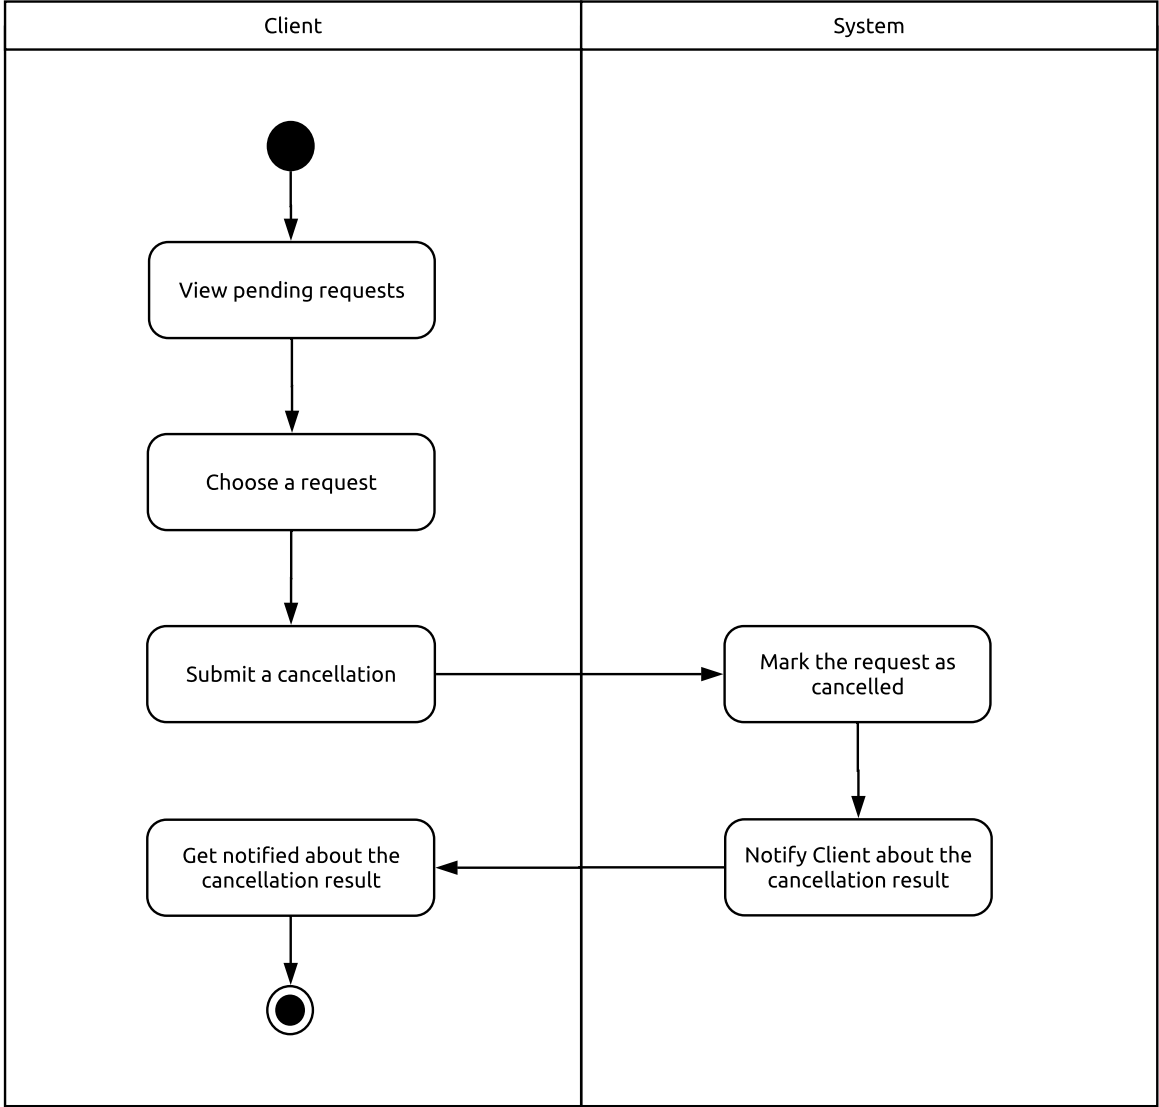 Client
System
View pending requests
Choose a request
Submit a cancellation
Mark the request as
cancelled
Notify Client about the
cancellation result
Get notified about the
cancellation result